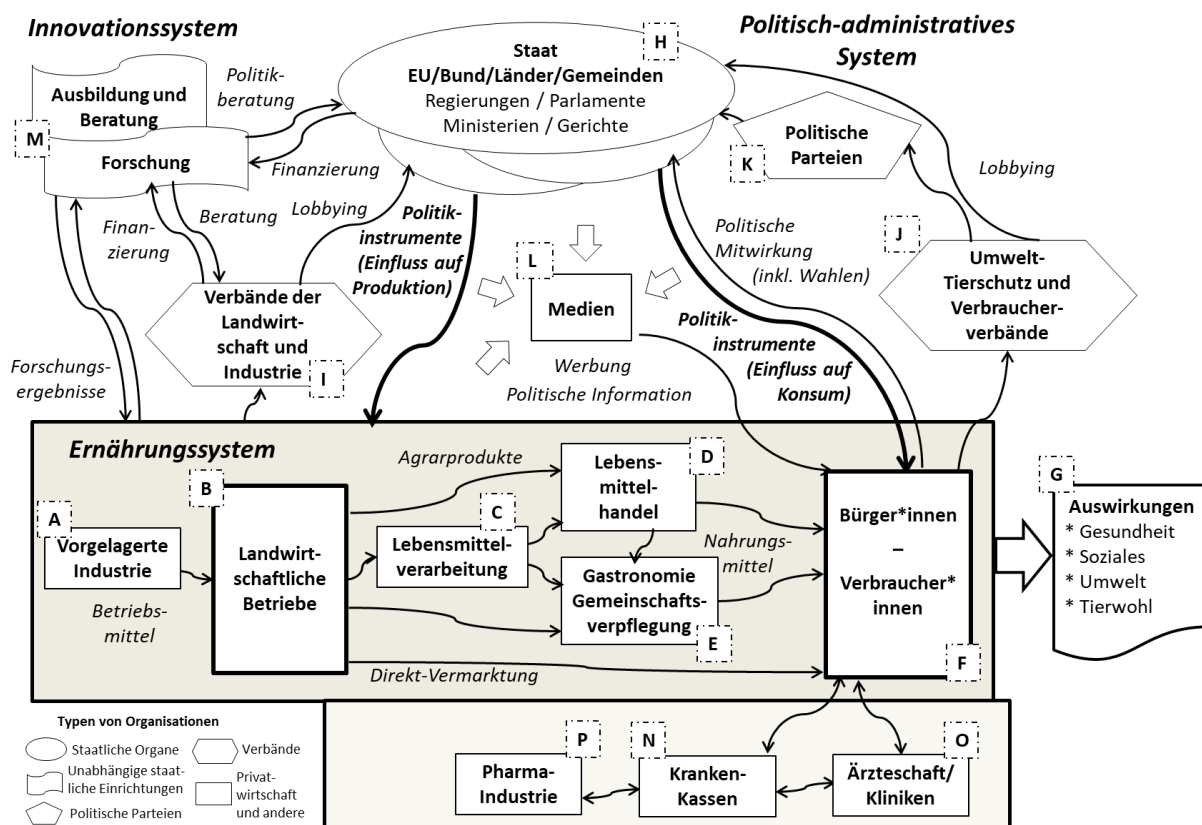 Innovationssystem
Politisch-administratives
System
H
Staat
EU/Bund/Länder/Gemeinden
Regierungen / Parlamente
Ministerien / Gerichte
Ausbildung und
Beratung
M
Forschung
Politik-
beratung
Finanzierung
Politische
Parteien
K
Lobbying
Finan-
zierung
Beratung
Lobbying
Politik-
instrumente
(Einfluss auf
Produktion)
L
Medien
Politische
Mitwirkung
(inkl. Wahlen)
J
Umwelt-
Tierschutz und
Verbraucher-
verbände
Verbände der
Landwirt-
schaft und
Industrie
I
Forschungs-
ergebnisse
Werbung
Politische Information
Politik-
instrumente
(Einfluss auf
Konsum)
Ernährungssystem
A
Vorgelagerte
Industrie
Betriebs-
mittel
B
Landwirt-
schaftliche
Betriebe
Agrarprodukte
C
Lebensmittel-
verarbeitung
D
Lebens-
mittel-
handel
Gastronomie
Gemeinschafts-
verpflegung
E
Nahrungs-
mittel
Direkt-Vermarktung
Bürger*innen
–
Verbraucher*
innen
F
G
Auswirkungen
* Gesundheit
* Soziales
* Umwelt
* Tierwohl
P
Pharma-
Industrie
N
Kranken-
Kassen
O
Ärzteschaft/
Kliniken
Typen von Organisationen
Staatliche Organe
Verbände
Unabhängige staat-
liche Einrichtungen
Privat-
wirtschaft
und andere
Politische Parteien